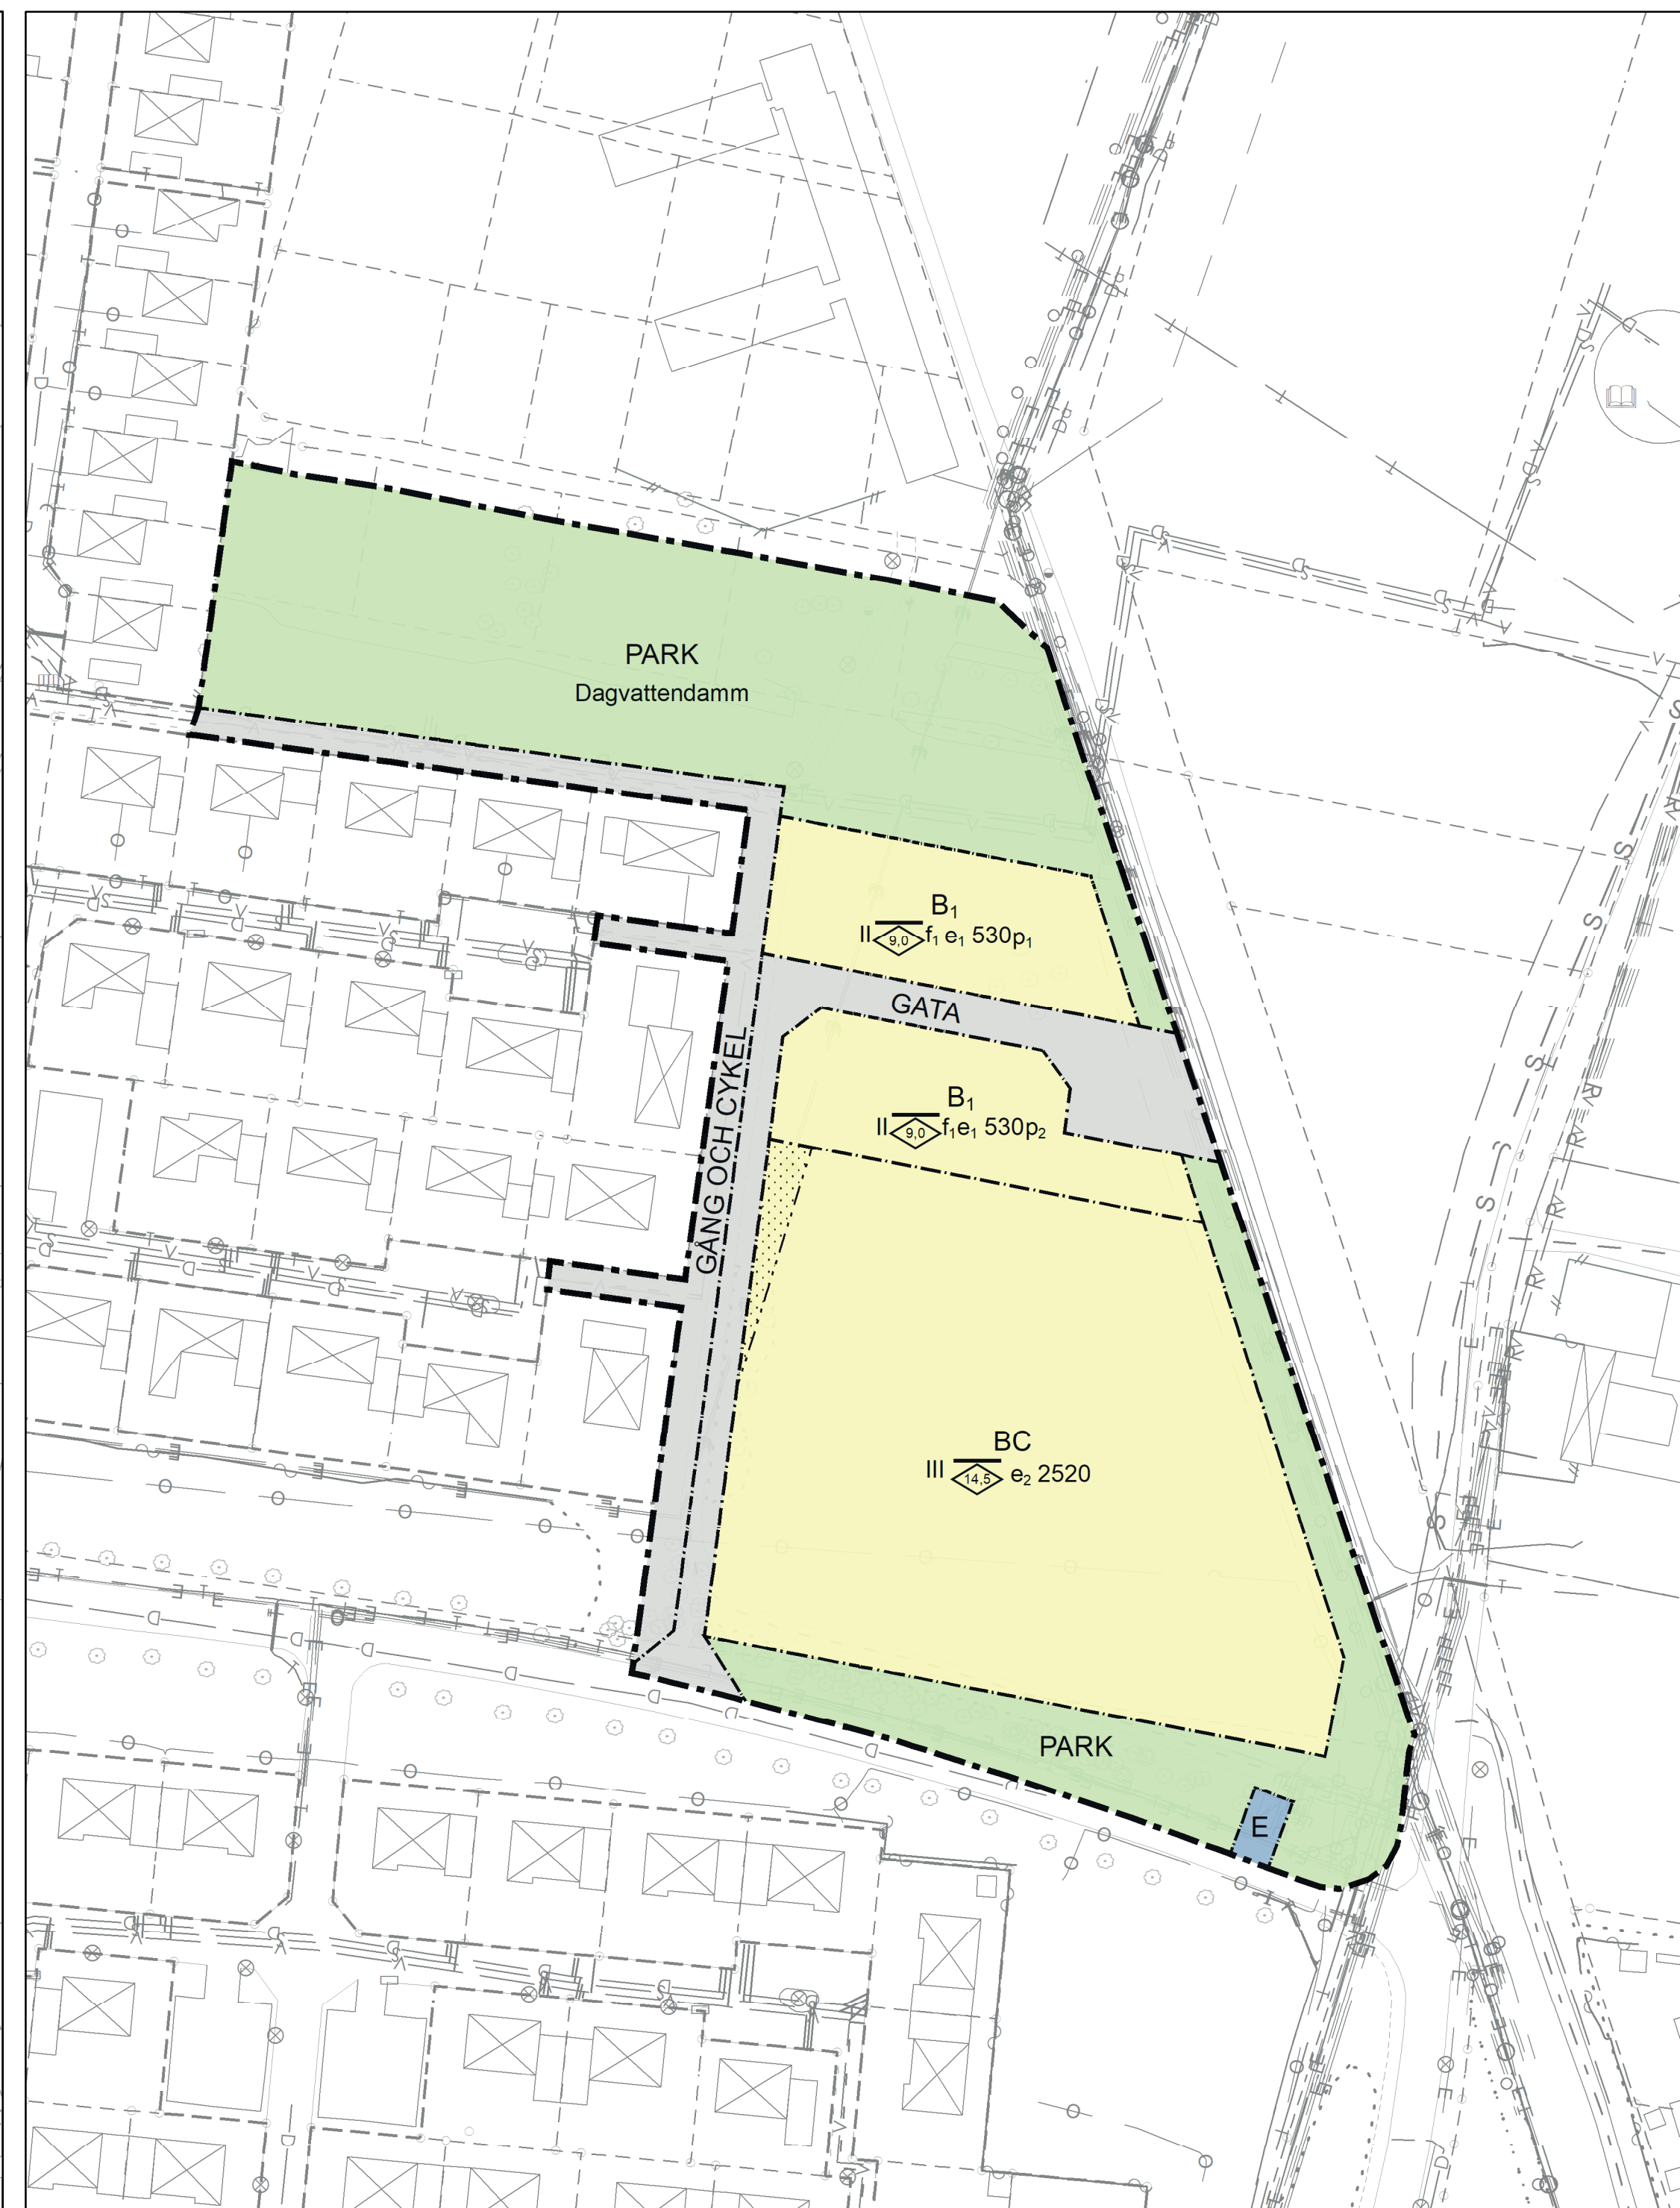 PARK
Dagvattendamm
B₁
II 9,0 f₁ e₁ 530p₁
GATA
GÅNG OCH CYKEL
B₁
II 9,0 f₁e₁ 530p₂
BC
III 14,5 e₂ 2520
PARK
E